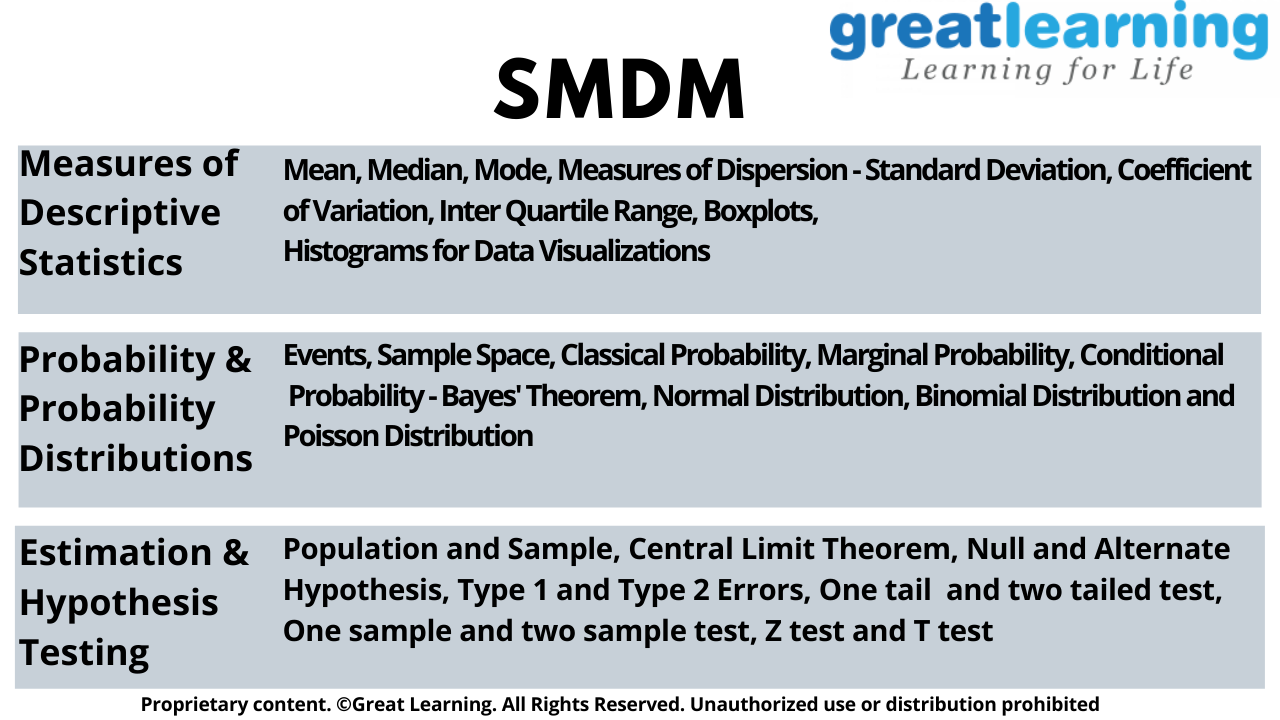 greatlearning
Learning for Life
SMDM
Measures of
Descriptive
Statistics
Mean, Median, Mode, Measures of Dispersion - Standard Deviation, Coefficient
of Variation, Inter Quartile Range, Boxplots,
Histograms for Data Visualizations
Probability &
Probability
Distributions
Events, Sample Space, Classical Probability, Marginal Probability, Conditional
Probability - Bayes' Theorem, Normal Distribution, Binomial Distribution and
Poisson Distribution
Estimation &
Hypothesis
Testing
Population and Sample, Central Limit Theorem, Null and Alternate
Hypothesis, Type 1 and Type 2 Errors, One tail  and two tailed test,
One sample and two sample test, Z test and T test
Proprietary content. ©Great Learning. All Rights Reserved. Unauthorized use or distribution prohibited